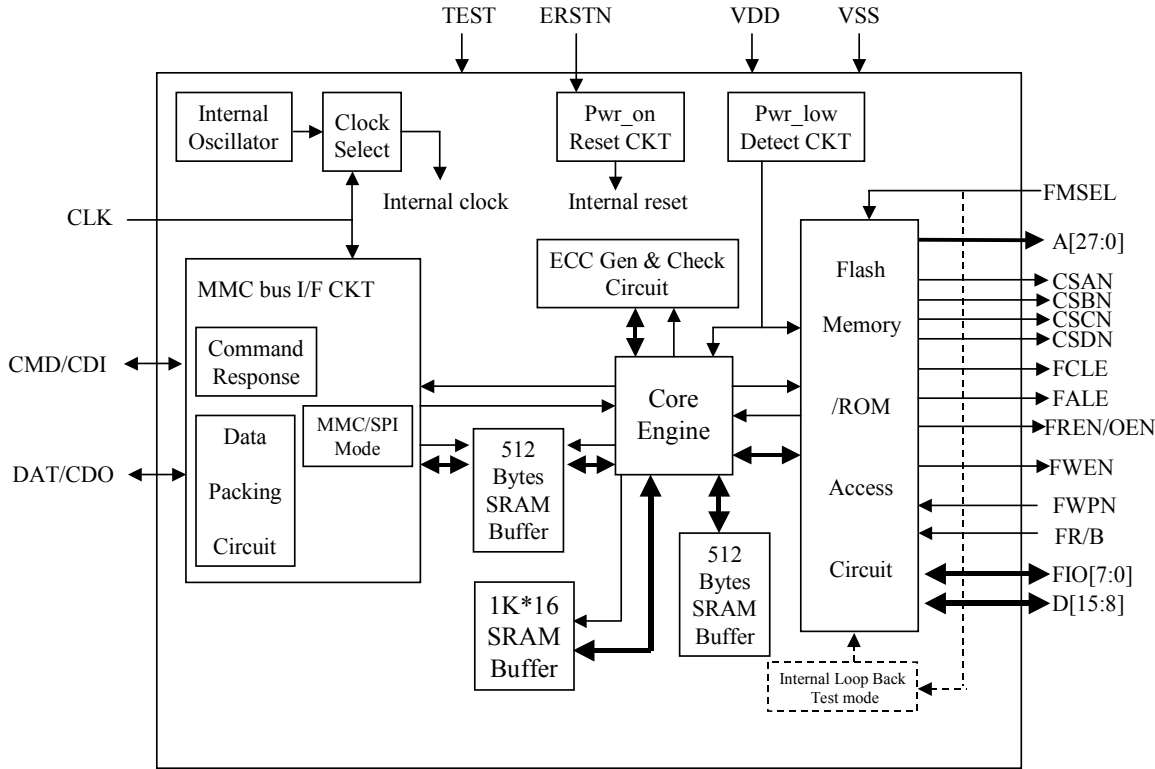 TEST
ERSTN
VDD
VSS
Internal
Oscillator
Clock
Select
Pwr_on
Reset CKT
Pwr_low
Detect CKT
Internal clock
Internal reset
CLK
FMSEL
A[27:0]
CSAN
CSBN
CSCN
CSDN
FCLE
FALE
FREN/OEN
FWEN
FWPN
FR/B
FIO[7:0]
D[15:8]
ECC Gen & Check
Circuit
MMC bus I/F CKT
Command
Response
CMD/CDI
MMC/SPI
Mode
Data
Packing
Circuit
DAT/CDO
Core
Engine
512
Bytes
SRAM
Buffer
512
Bytes
SRAM
Buffer
1K*16
SRAM
Buffer
Flash
Memory
/ROM
Access
Circuit
Internal Loop Back
Test mode